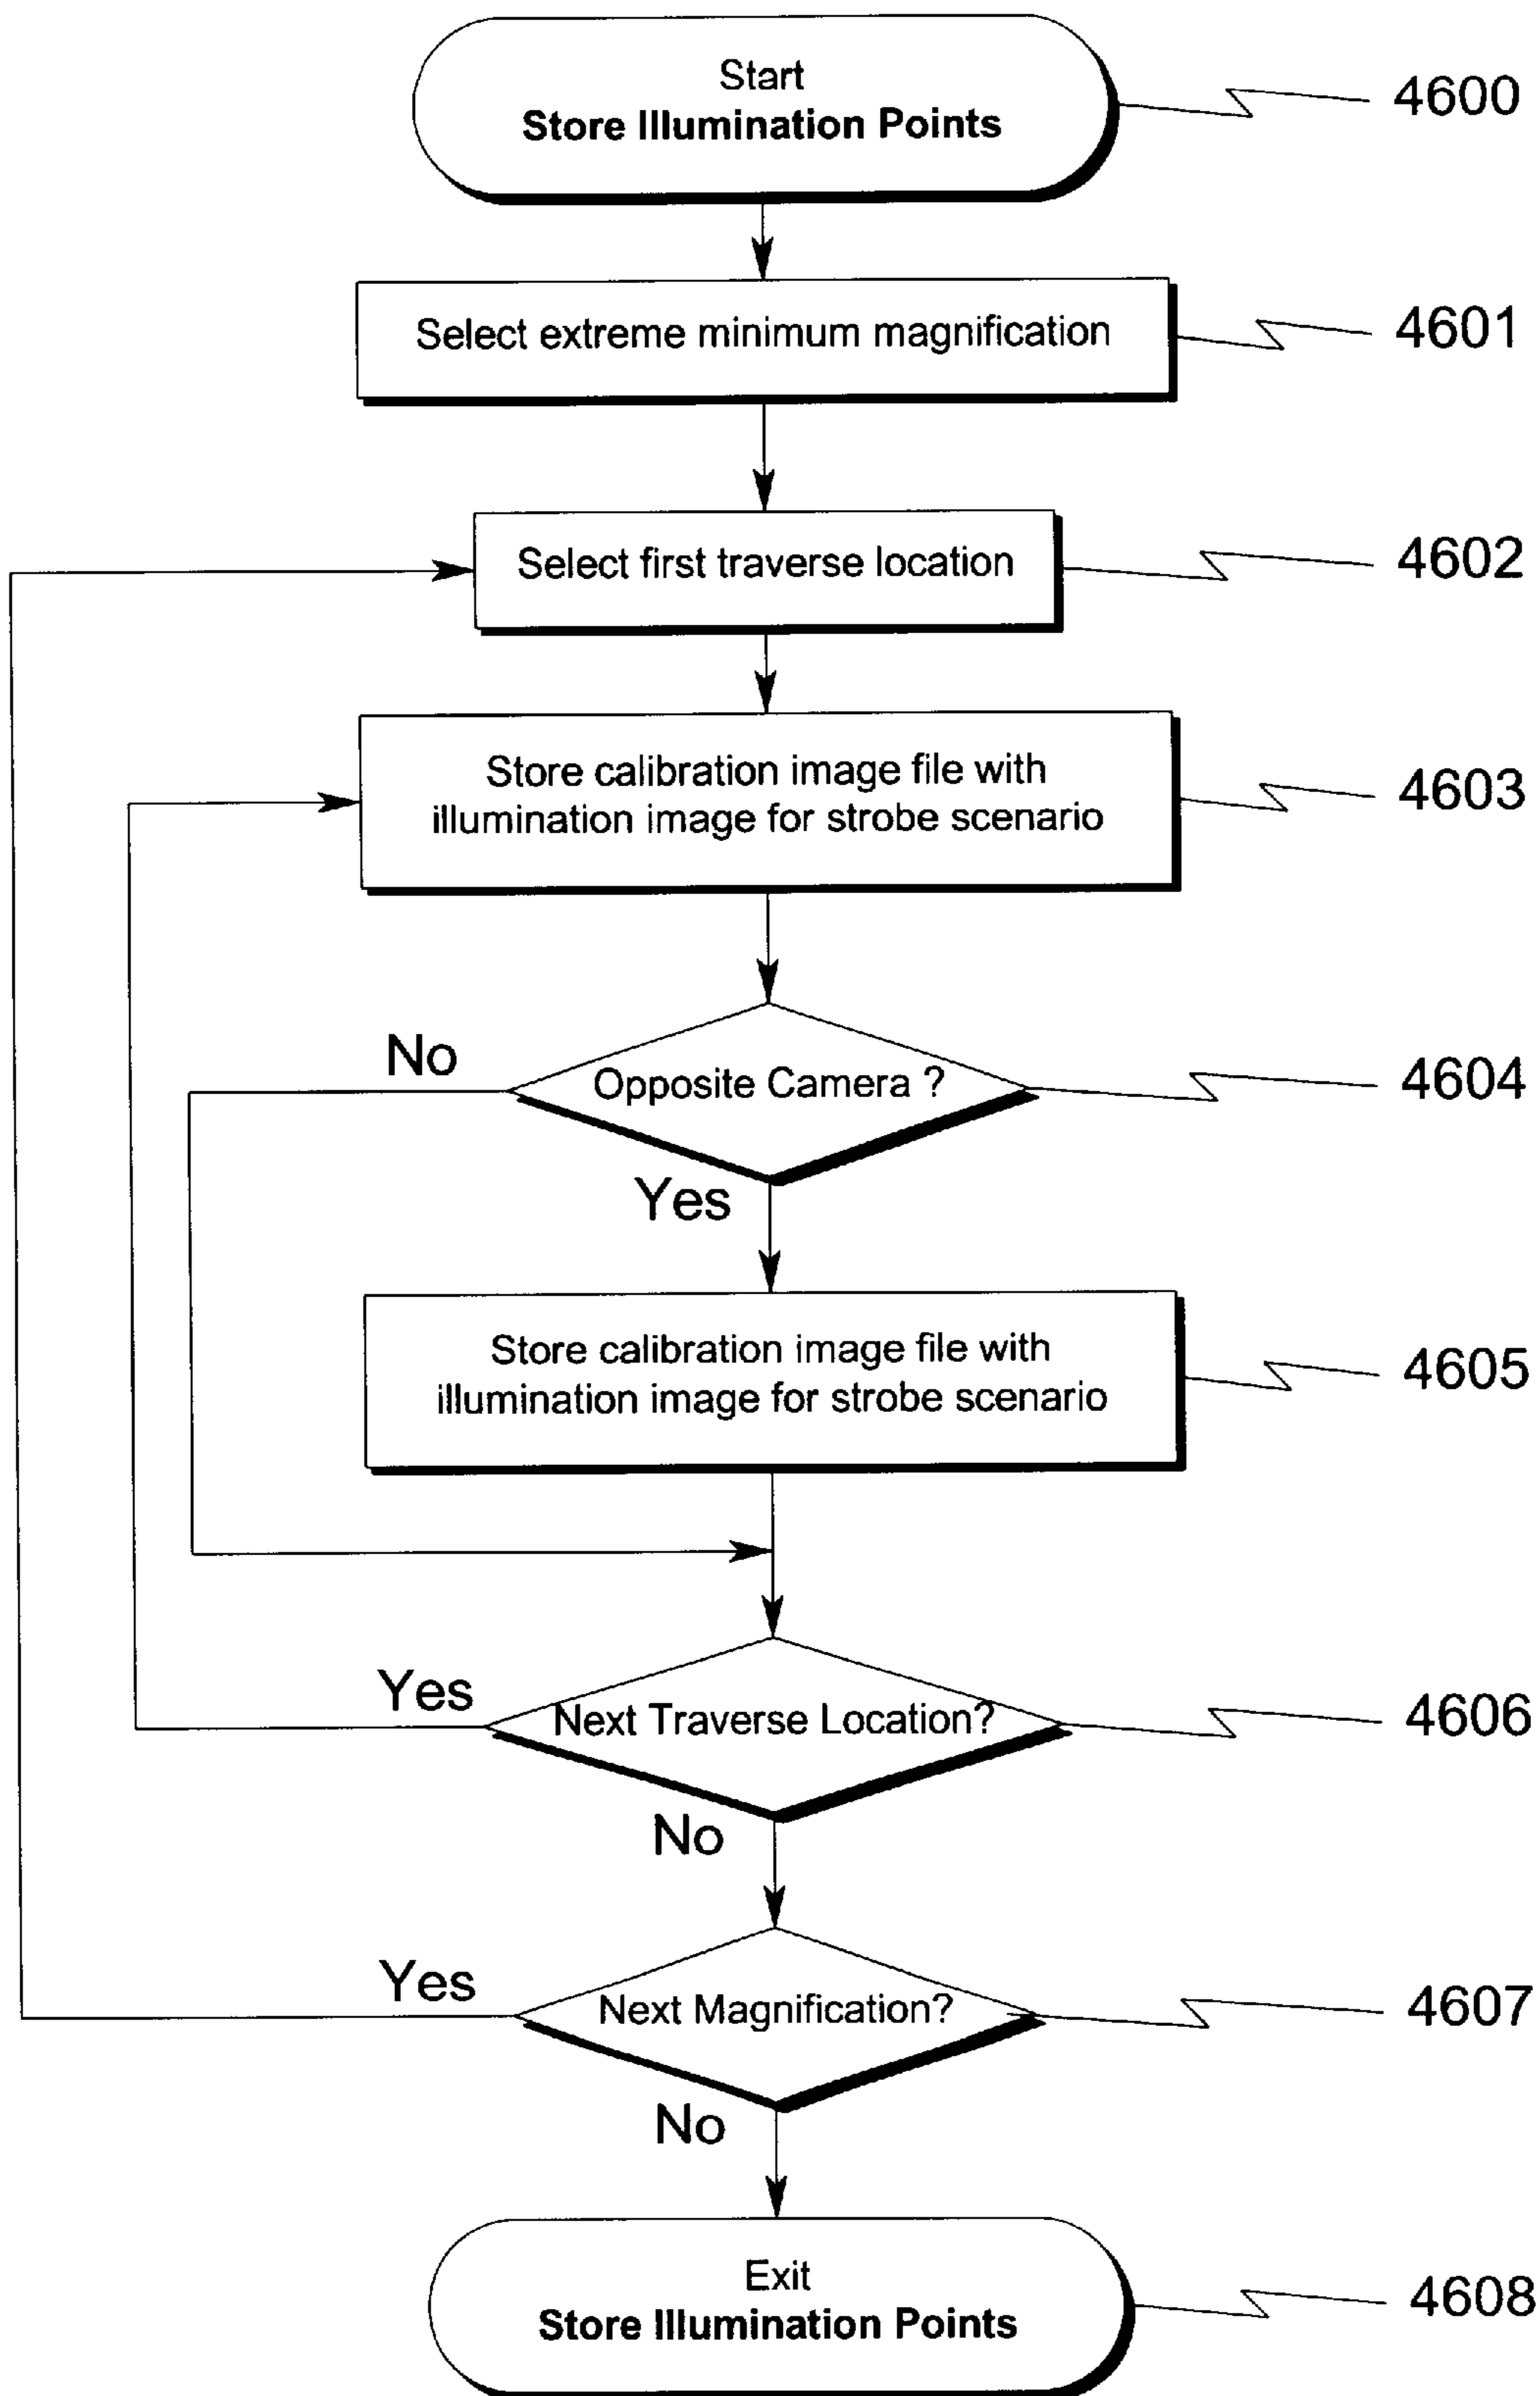 Start
Store Illumination Points
4600
Select extreme minimum magnification
4601
Select first traverse location
4602
Store calibration image file with
illumination image for strobe scenario
4603
No
Opposite Camera ?
4604
Yes
Store calibration image file with
illumination image for strobe scenario
4605
Yes
Next Traverse Location?
4606
No
Yes
Next Magnification?
4607
No
Exit
Store Illumination Points
4608